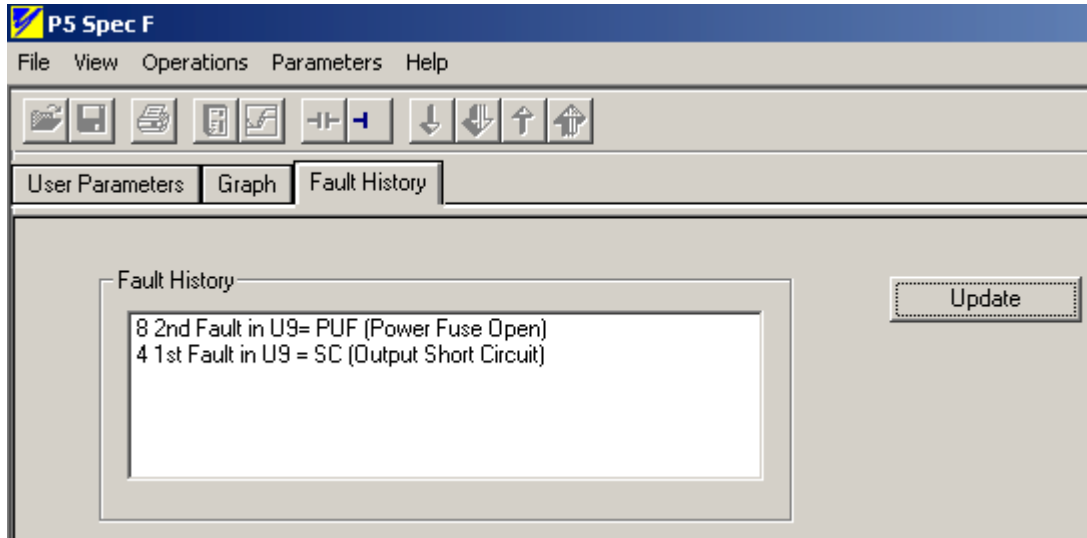 P5 Spec F
File View Operations Parameters Help
User Parameters Graph Fault History
Fault History
Update
8 2nd Fault in U9= PUF (Power Fuse Open)
4 1st Fault in U9 = SC (Output Short Circuit)